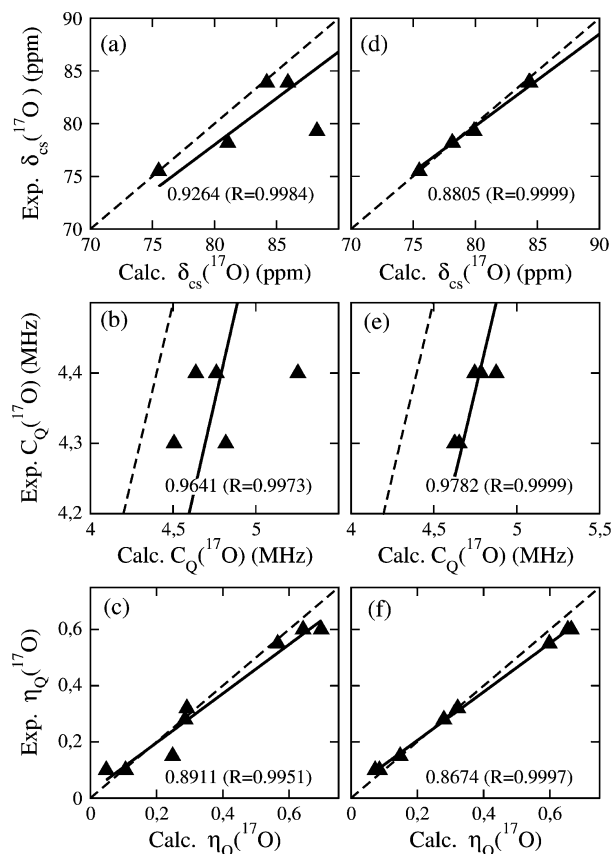 (a)
(d)
90
85
80
75
70
Exp. δcs(17O) (ppm)
0.9264 (R=0.9984)
0.8805 (R=0.9999)
70 75 80 85
70 75 80 85 90
Calc. δcs(17O) (ppm)
Calc. δcs(17O) (ppm)
(b)
(e)
4,4
4,3
4,2
Exp. CQ(17O) (MHz)
0.9641 (R=0.9973)
0.9782 (R=0.9999)
4 4,5 5
4 4,5 5 5,5
Calc. CQ(17O) (MHz)
Calc. CQ(17O) (MHz)
(c)
(f)
0,6
0,4
0,2
0
Exp. ηQ(17O)
0.8911 (R=0.9951)
0.8674 (R=0.9997)
0 0,2 0,4 0,6
0 0,2 0,4 0,6
Calc. ηQ(17O)
Calc. ηQ(17O)